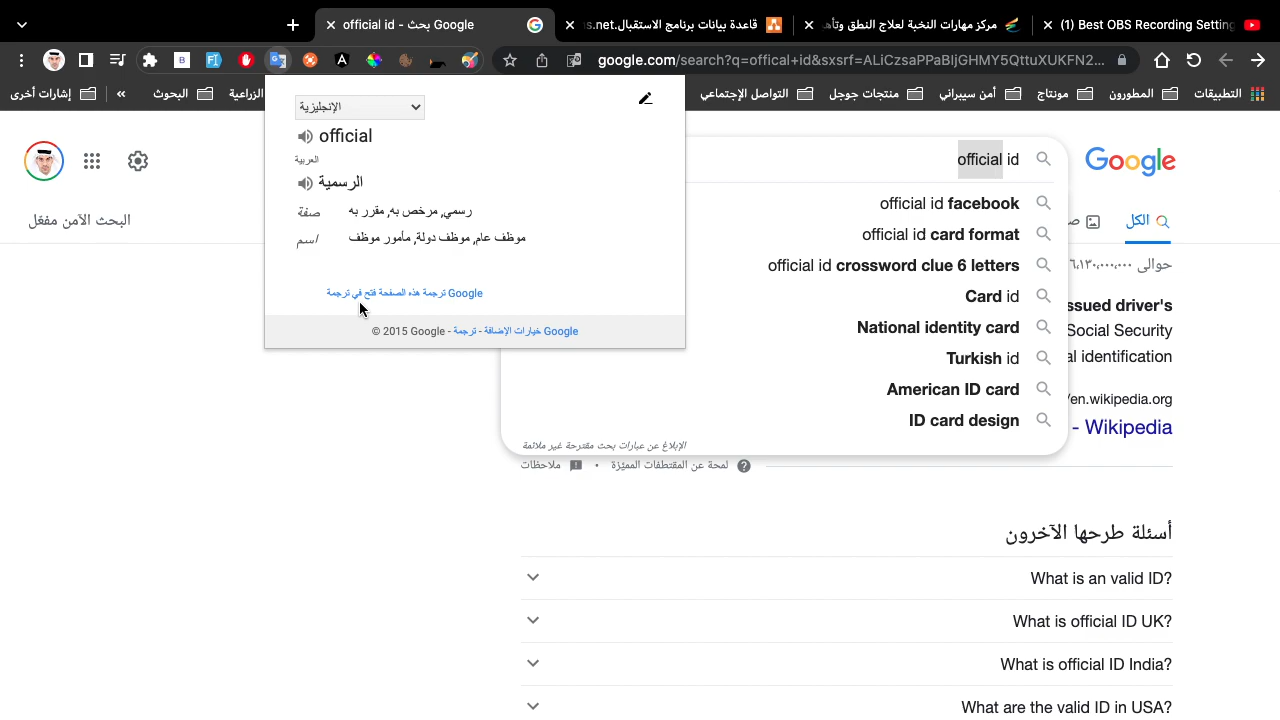 official id - بحث Google
قاعدة بيانات برنامج الاستقبال.net
مركز مهارات النخبة لعلاج النطق وتأه
(1) Best OBS Recording Setting
google.com/search?q=offical+id&sxsrf=ALiCzsaPPaBljGHMY5QttuXUKFN2...
التطبيقات
المطورون
مونتاج
أمن سيبراني
منتجات جوجل
التواصل الإجتماعي
الزراعية
البحوث
»
إشارات أخرى
الإنجليزية
official
العربية
الرسمية
صفة رسمي, مرخص به, مقرر به
اسم موظف عام, موظف دولة, مأمور موظف
ترجمة هذه الصفحة فتح في ترجمة Google
© 2015 Google - خيارات الإضافة - ترجمة Google
Google
official id
official id facebook
official id card format
official id crossword clue 6 letters
Card id
National identity card
Turkish id
American ID card
ID card design
الإبلاغ عن عبارات بحث مقترحة غير ملائمة
البحث الآمن مفعّل
الكل
حوالى
ssued driver's
Social Security
al identification
/en.wikipedia.org
- Wikipedia
لمحة عن المقتطفات المميّزة • ملاحظات
أسئلة طرحها الآخرون
What is an valid ID?
What is official ID UK?
What is official ID India?
What are the valid ID in USA?